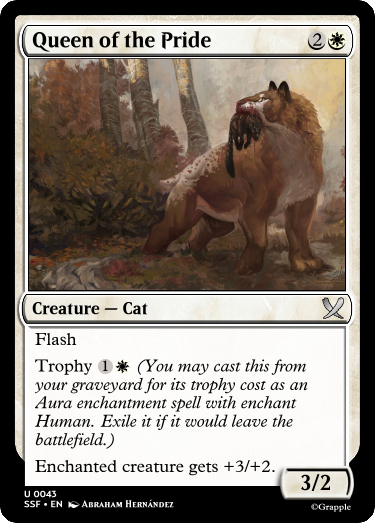 Queen of the Pride 2
Creature — Cat
Flash
Trophy 1 (You may cast this from
your graveyard for its trophy cost as an
Aura enchantment spell with enchant
Human. Exile it if it would leave the
battlefield.)
Enchanted creature gets +3/+2.
3/2
U 0043
SSF • EN Abraham Hernández
©Grapple